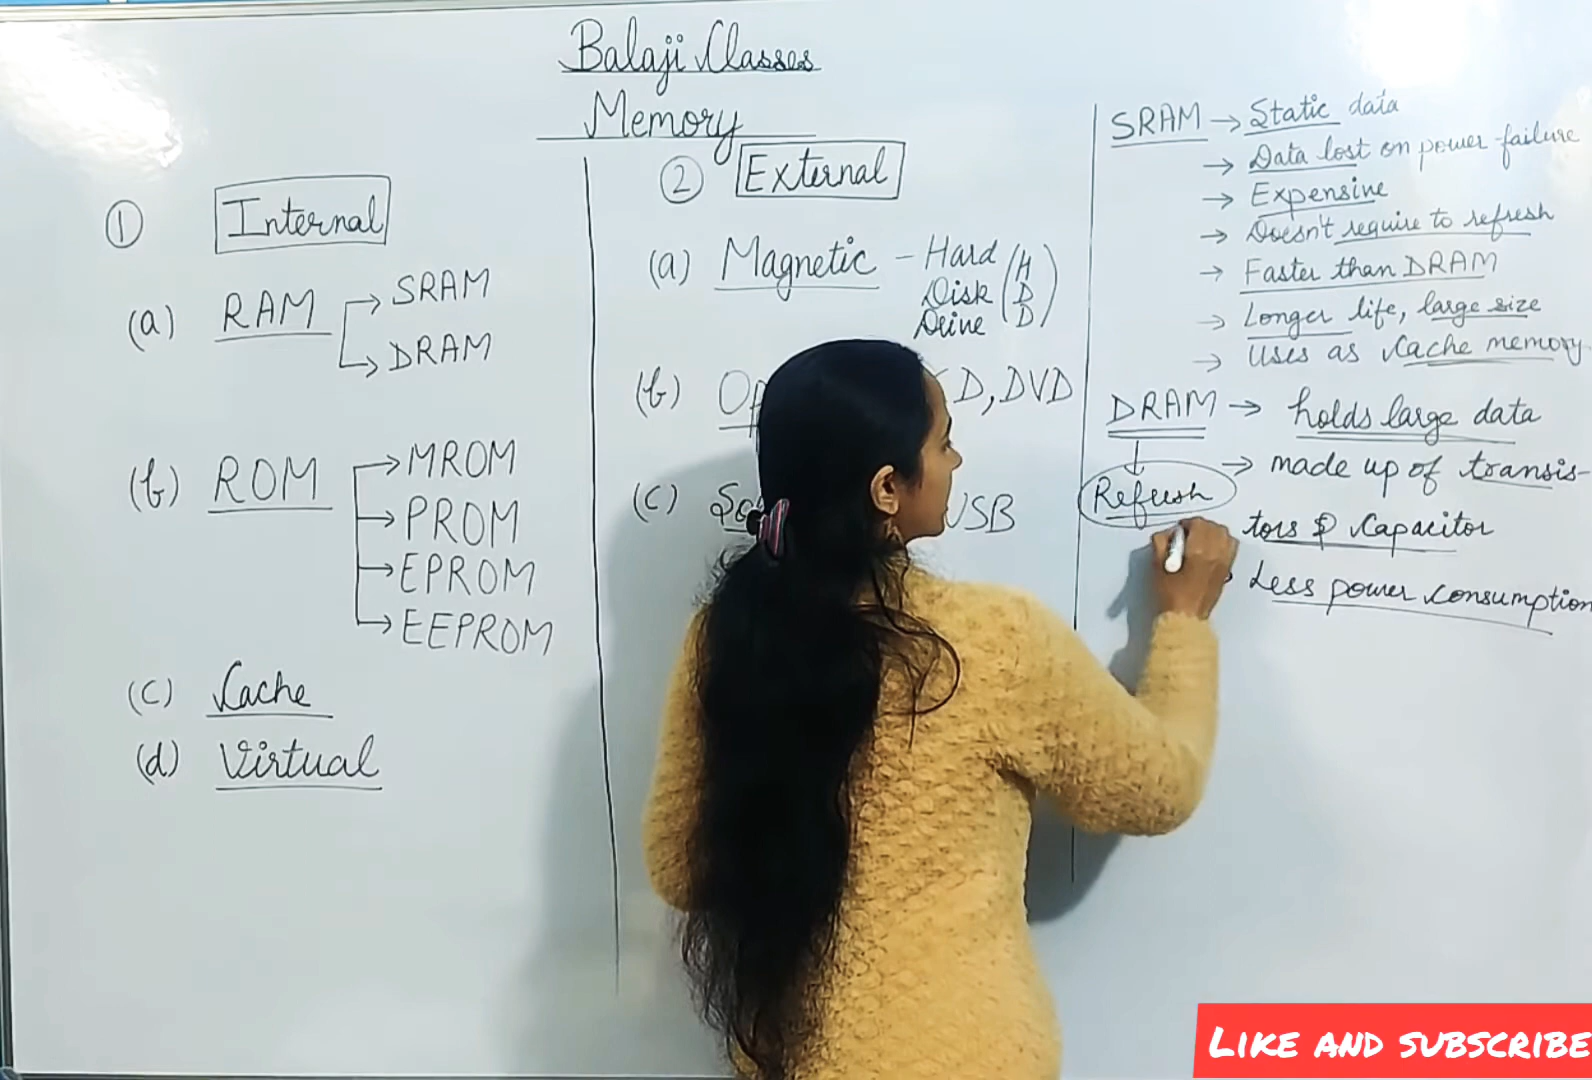 Balaji Classes
Memory
① Internal
(a) RAM → SRAM
→ DRAM
(b) ROM → MROM
→ PROM
→ EPROM
→ EEPROM
(c) Cache
(d) Virtual
② External
(a) Magnetic - Hard Disk Drive (HDD)
(b) D, DVD
(c) USB
SRAM → Static data
→ Data lost on power failure
→ Expensive
→ Doesn't require to refresh
→ Faster than DRAM
→ Longer life, large size
→ Uses as Cache memory
DRAM → holds large data
↓
Refresh
→ made up of transis-
tors & Capacitor
Less power consumption
LIKE AND SUBSCRIBE